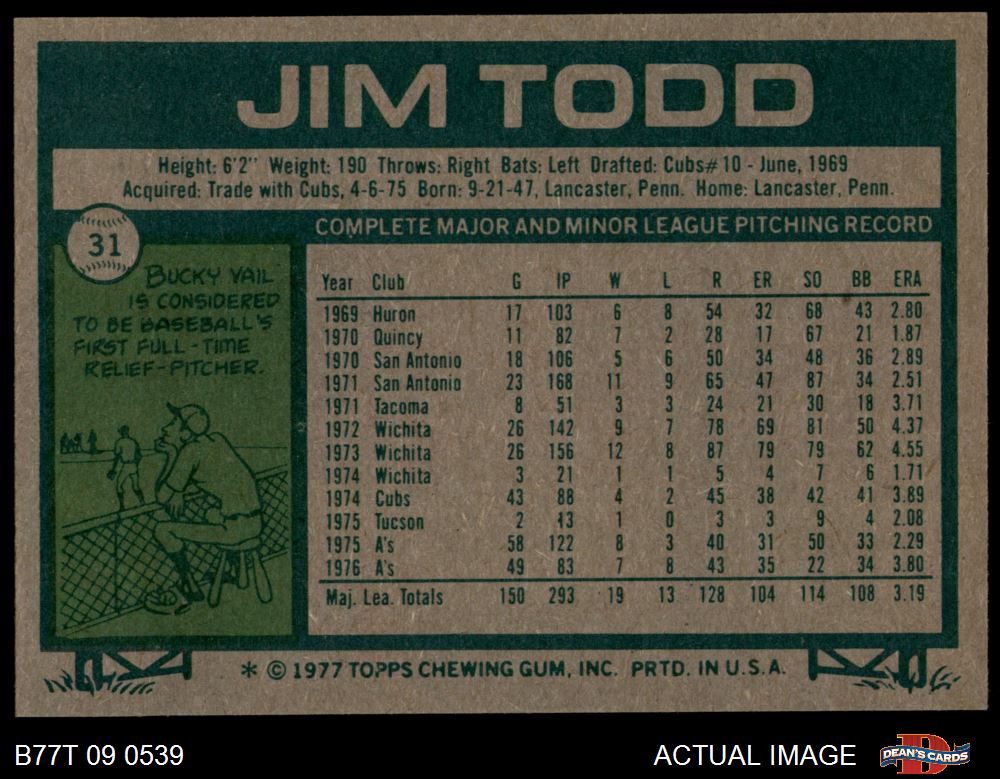 JIM TODD
Height: 6'2" Weight: 190 Throws: Right Bats: Left Drafted: Cubs #10 - June, 1969
Acquired: Trade with Cubs, 4-6-75 Born: 9-21-47, Lancaster, Penn. Home: Lancaster, Penn.
31
BUCKY VAIL
IS CONSIDERED
TO BE BASEBALL'S
FIRST FULL-TIME
RELIEF-PITCHER.
COMPLETE MAJOR AND MINOR LEAGUE PITCHING RECORD
Year Club G IP W L R ER SO BB ERA
1969 Huron 17 103 6 8 54 32 68 43 2.80
1970 Quincy 11 82 7 2 28 17 67 21 1.87
1970 San Antonio 18 106 5 6 50 34 48 36 2.89
1971 San Antonio 23 168 11 9 65 47 87 34 2.51
1971 Tacoma 8 51 3 3 24 21 30 18 3.71
1972 Wichita 26 142 9 7 78 69 81 50 4.37
1973 Wichita 26 156 12 8 87 79 79 62 4.55
1974 Wichita 3 21 1 1 5 4 7 6 1.71
1974 Cubs 43 88 4 2 45 38 42 41 3.89
1975 Tucson 2 13 1 0 3 3 9 4 2.08
1975 A's 58 122 8 3 40 31 50 33 2.29
1976 A's 49 83 7 8 43 35 22 34 3.80
Maj. Lea. Totals 150 293 19 13 128 104 114 108 3.19
* © 1977 TOPPS CHEWING GUM, INC. PRTD. IN U.S.A.
B77T 09 0539
ACTUAL IMAGE
DEAN'S CARDS